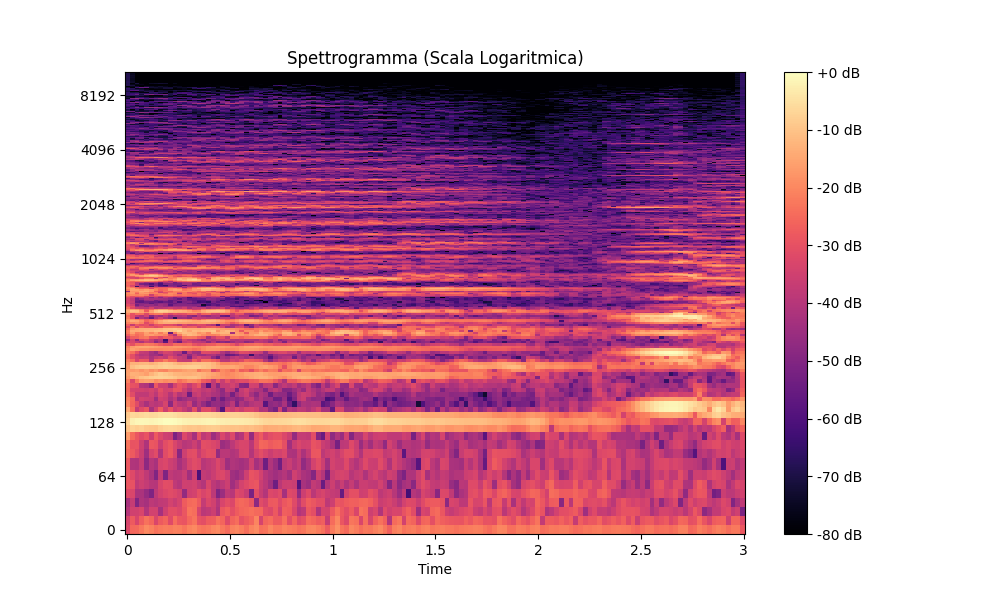 Spettrogramma (Scala Logaritmica)
Hz
8192
4096
2048
1024
512
256
128
64
0
0
0.5
1
1.5
2
2.5
3
Time
+0 dB
-10 dB
-20 dB
-30 dB
-40 dB
-50 dB
-60 dB
-70 dB
-80 dB